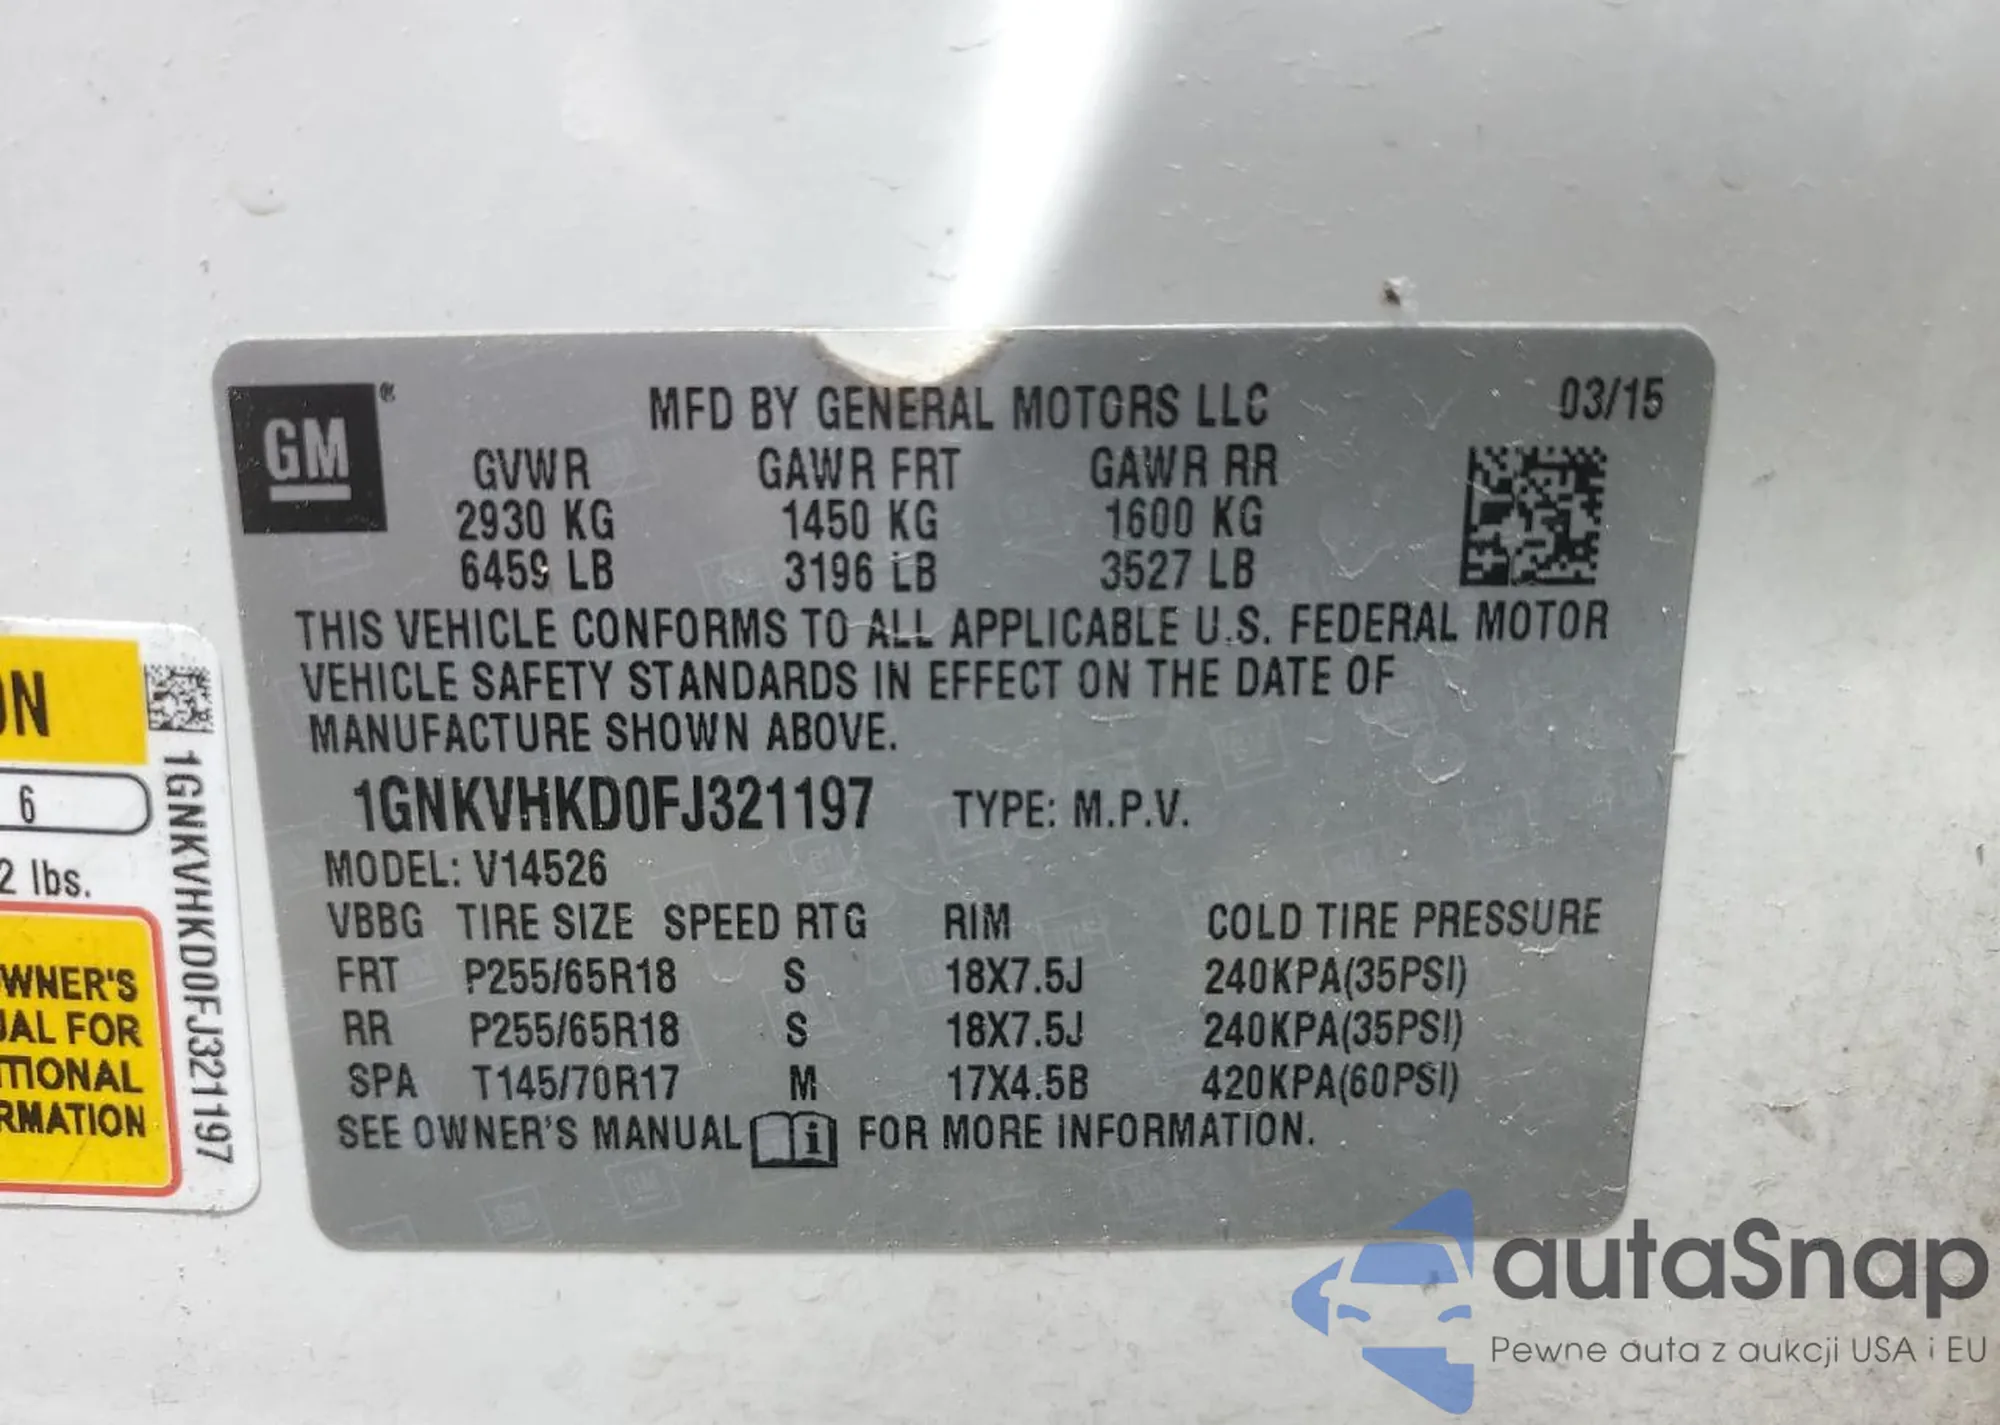 GM®
MFD BY GENERAL MOTORS LLC 03/15
GVWR GAWR FRT GAWR RR
2930 KG 1450 KG 1600 KG
6459 LB 3196 LB 3527 LB
THIS VEHICLE CONFORMS TO ALL APPLICABLE U.S. FEDERAL MOTOR
VEHICLE SAFETY STANDARDS IN EFFECT ON THE DATE OF
MANUFACTURE SHOWN ABOVE.
1GNKVHKD0FJ321197 TYPE: M.P.V.
MODEL: V14526
VBBG TIRE SIZE SPEED RTG RIM COLD TIRE PRESSURE
FRT P255/65R18 S 18X7.5J 240KPA(35PSI)
RR P255/65R18 S 18X7.5J 240KPA(35PSI)
SPA T145/70R17 M 17X4.5B 420KPA(60PSI)
SEE OWNER'S MANUAL FOR MORE INFORMATION.
ON
6
2 lbs.
OWNER'S
UAL FOR
TIONAL
RMATION
1GNKVHKD0FJ321197
autaSnap
Pewne auta z aukcji USA i EU